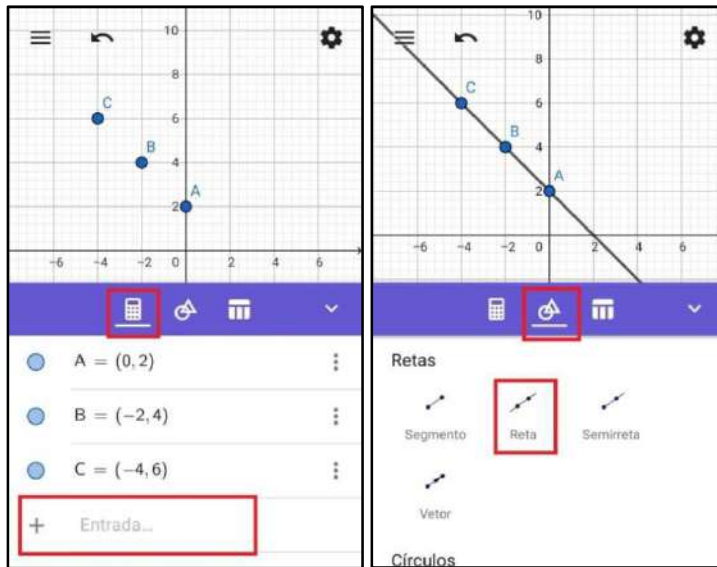 10
8
C
6
B
4
A
2
-6 -4 -2 0 2 4 6
A = (0, 2)
B = (−2, 4)
C = (−4, 6)
+ Entrada...
10
8
C
6
B
4
A
2
-6 -4 -2 0 2 4 6
Retas
Segmento Reta Semirreta
Vetor
Círculos